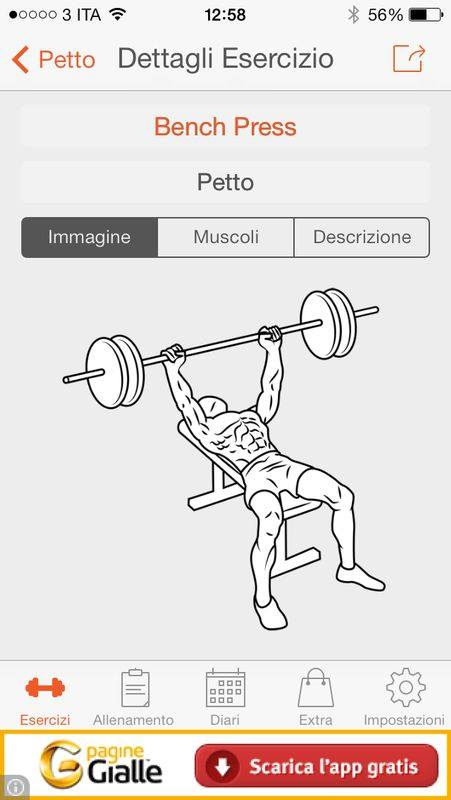 3 ITA 12:58 56%
Petto Dettagli Esercizio
Bench Press
Petto
Immagine Muscoli Descrizione
Esercizi Allenamento Diari Extra Impostazioni
pagine
Gialle
Scarica l'app gratis